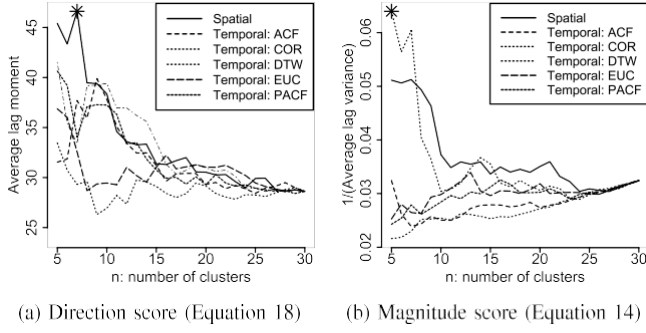 Spatial
Temporal: ACF
Temporal: COR
Temporal: DTW
Temporal: EUC
Temporal: PACF
Average lag moment
25 30 35 40 45
5 10 15 20 25 30
n: number of clusters
(a) Direction score (Equation 18)
Spatial
Temporal: ACF
Temporal: COR
Temporal: DTW
Temporal: EUC
Temporal: PACF
1/(Average lag variance)
0.02 0.03 0.04 0.05 0.06
5 10 15 20 25 30
n: number of clusters
(b) Magnitude score (Equation 14)